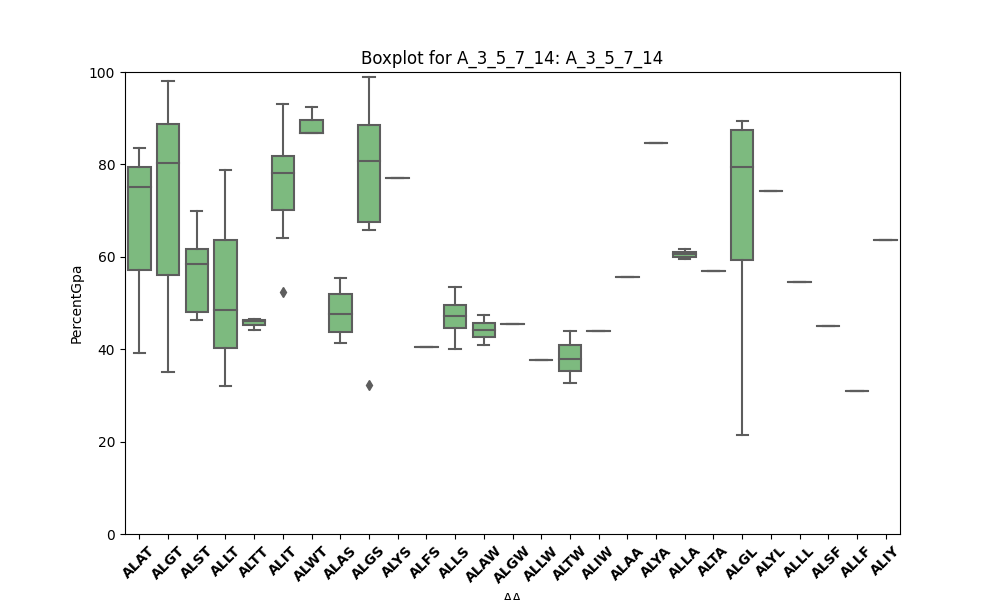 Boxplot for A_3_5_7_14: A_3_5_7_14
100
80
60
40
20
0
PercentGpa
ALAT ALGT ALST ALLT ALTT ALIT ALWT ALAS ALGS ALYS ALFS ALLS ALAW ALGW ALLW ALTW ALIW ALAA ALYA ALLA ALTA ALGL ALYL ALLL ALSF ALLF ALIY
AA